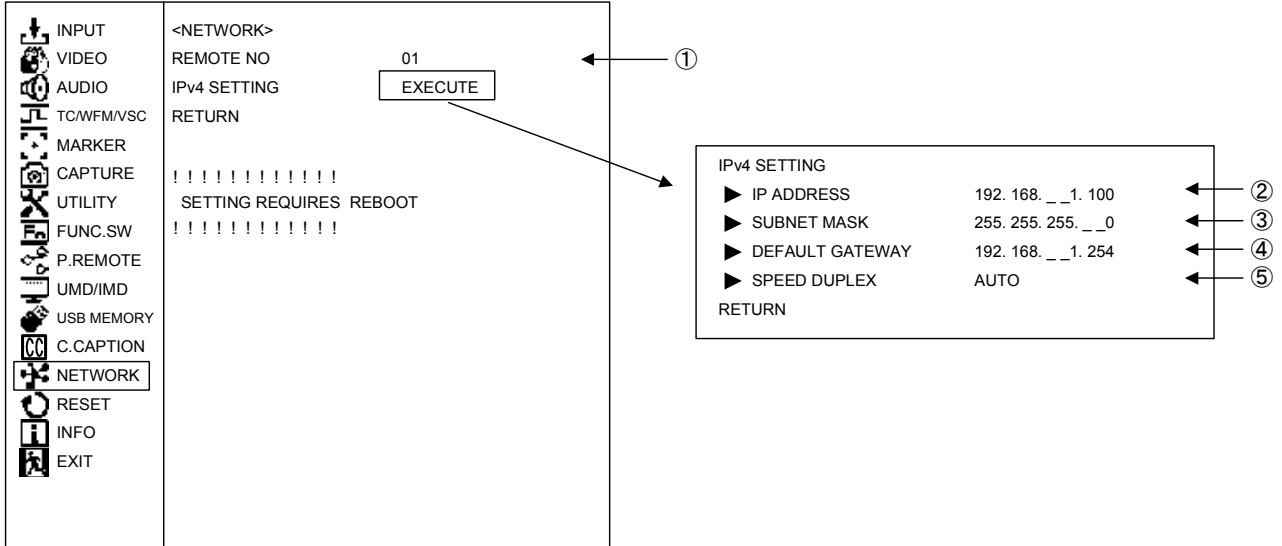 INPUT
VIDEO
AUDIO
TC/WFM/VSC
MARKER
CAPTURE
UTILITY
FUNC.SW
P.REMOTE
UMD/IMD
USB MEMORY
CC C.CAPTION
NETWORK
RESET
INFO
EXIT
<NETWORK>
REMOTE NO 01 ①
IPv4 SETTING EXECUTE
RETURN
! ! ! ! ! ! ! ! ! ! ! !
SETTING REQUIRES REBOOT
! ! ! ! ! ! ! ! ! ! ! !
IPv4 SETTING
▶ IP ADDRESS 192. 168. _ _1. 100 ②
▶ SUBNET MASK 255. 255. 255. _ _0 ③
▶ DEFAULT GATEWAY 192. 168. _ _1. 254 ④
▶ SPEED DUPLEX AUTO ⑤
RETURN